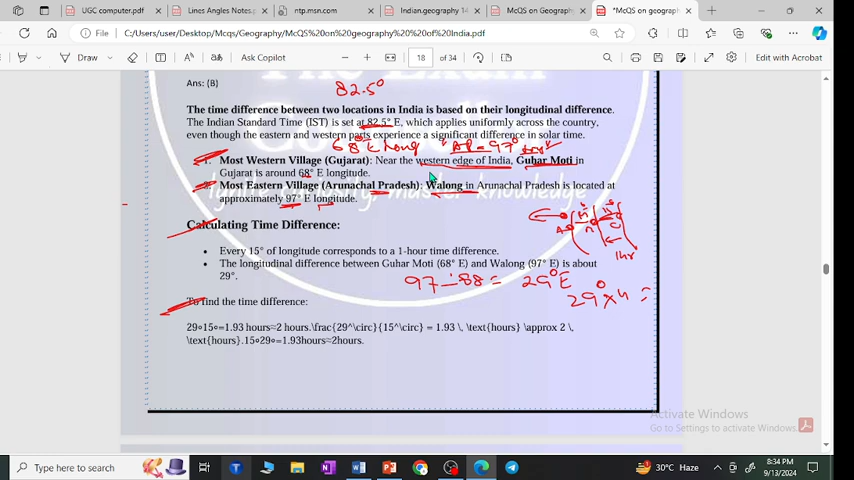 UGC computer.pdf
Lines Angles Notes.p
ntp.msn.com
Indian.geography 14
McQS on Geography
*McQS on geograph
File
C:/Users/user/Desktop/Mcqs/Geography/McQS%20on%20geography%20%20of%20India.pdf
Draw
Ask Copilot
18 of 34
Edit with Acrobat
Ans: (B)
82.5°
The time difference between two locations in India is based on their longitudinal difference.
The Indian Standard Time (IST) is set at 82.5° E, which applies uniformly across the country,
even though the eastern and western parts experience a significant difference in solar time.
68° E long
AP = 97°
1. Most Western Village (Gujarat): Near the western edge of India, Guhar Moti in
Gujarat is around 68° E longitude.
2. Most Eastern Village (Arunachal Pradesh): Walong in Arunachal Pradesh is located at
approximately 97° E longitude.
Calculating Time Difference:
1hr
• Every 15° of longitude corresponds to a 1-hour time difference.
• The longitudinal difference between Guhar Moti (68° E) and Walong (97° E) is about
29°.
97 – 68 = 29° E
29° x 4 =
To find the time difference:
29∘15∘=1.93 hours≈2 hours.\frac{29^\circ}{15^\circ} = 1.93 \, \text{hours} \approx 2 \,
\text{hours}.15∘29∘=1.93hours≈2hours.
Activate Windows
Go to Settings to activate Windows.
Type here to search
30°C Haze
8:34 PM
9/13/2024